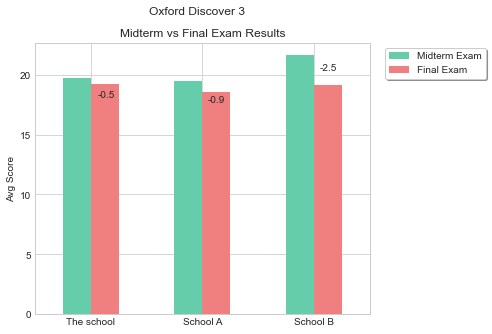 Oxford Discover 3
Midterm vs Final Exam Results
Midterm Exam
Final Exam
-2.5
-0.5
-0.9
20
15
10
5
0
Avg Score
The school
School A
School B